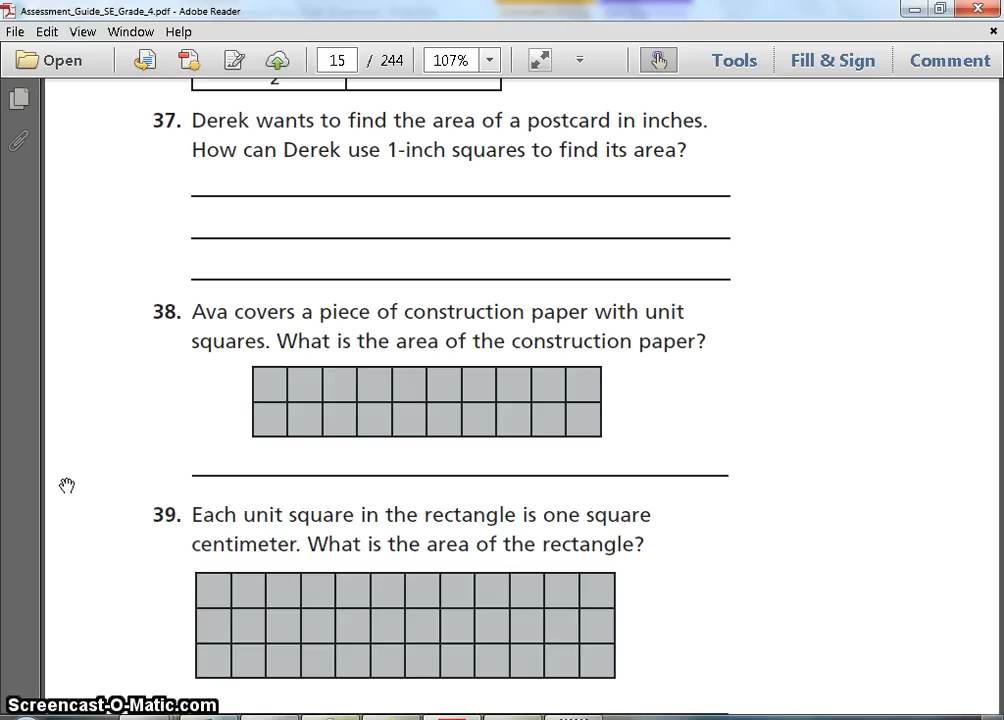 Assessment_Guide_SE_Grade_4.pdf - Adobe Reader
File Edit View Window Help
Open 15 / 244 107% Tools Fill & Sign Comment
2
37. Derek wants to find the area of a postcard in inches.
How can Derek use 1-inch squares to find its area?
38. Ava covers a piece of construction paper with unit
squares. What is the area of the construction paper?
39. Each unit square in the rectangle is one square
centimeter. What is the area of the rectangle?
Screencast-O-Matic.com